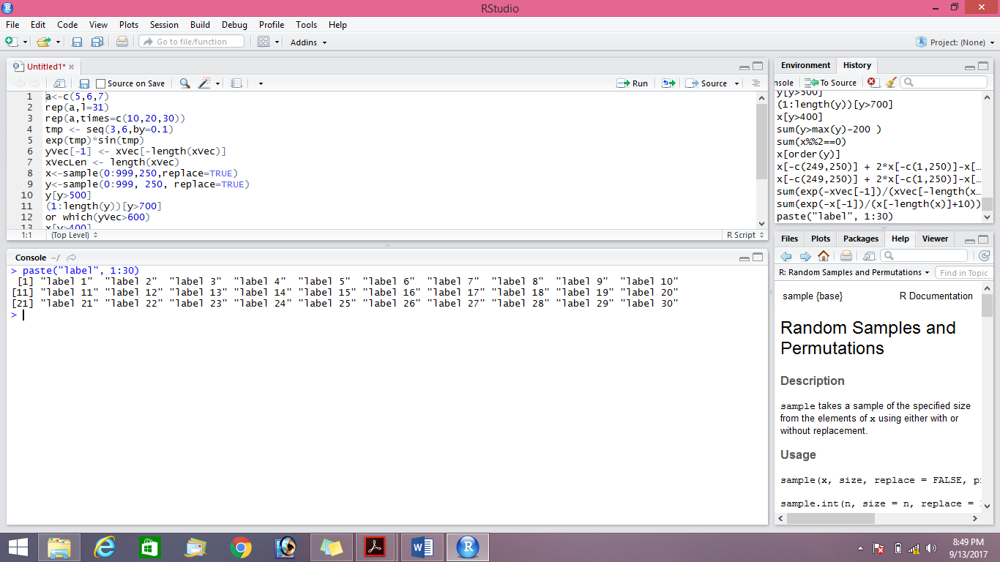 RStudio
File Edit Code View Plots Session Build Debug Profile Tools Help
Go to file/function Addins Project: (None)
Untitled1*
Source on Save Run Source
1 a<-c(5,6,7)
2 rep(a,l=31)
3 rep(a,times=c(10,20,30))
4 tmp <- seq(3,6,by=0.1)
5 exp(tmp)*sin(tmp)
6 yVec[-1] <- xVec[-length(xVec)]
7 xVecLen <- length(xVec)
8 x<-sample(0:999,250,replace=TRUE)
9 y<-sample(0:999, 250, replace=TRUE)
10 y[y>500]
11 (1:length(y))[y>700]
12 or which(yVec>600)
13 x[y>400]
1:1 (Top Level) R Script
Console ~/
> paste("label", 1:30)
[1] "label 1" "label 2" "label 3" "label 4" "label 5" "label 6" "label 7" "label 8" "label 9" "label 10"
[11] "label 11" "label 12" "label 13" "label 14" "label 15" "label 16" "label 17" "label 18" "label 19" "label 20"
[21] "label 21" "label 22" "label 23" "label 24" "label 25" "label 26" "label 27" "label 28" "label 29" "label 30"
>
Environment History
nsole To Source
y[y>500]
(1:length(y))[y>700]
x[y>400]
sum(y>max(y)-200 )
sum(x%%2==0)
x[order(y)]
x[-c(249,250)] + 2*x[-c(1,250)]-x[…
x[-c(249,250)] + 2*x[-c(1,250)]-x[…
sum(exp(-xVec[-1])/(xVec[-length(x…
sum(exp(-x[-1])/(x[-length(x)]+10))
paste("label", 1:30)
Files Plots Packages Help Viewer
R: Random Samples and Permutations Find in Topic
sample {base} R Documentation
Random Samples and
Permutations
Description
sample takes a sample of the specified size
from the elements of x using either with or
without replacement.
Usage
sample(x, size, replace = FALSE, p
sample.int(n, size = n, replace =
8:49 PM
9/13/2017